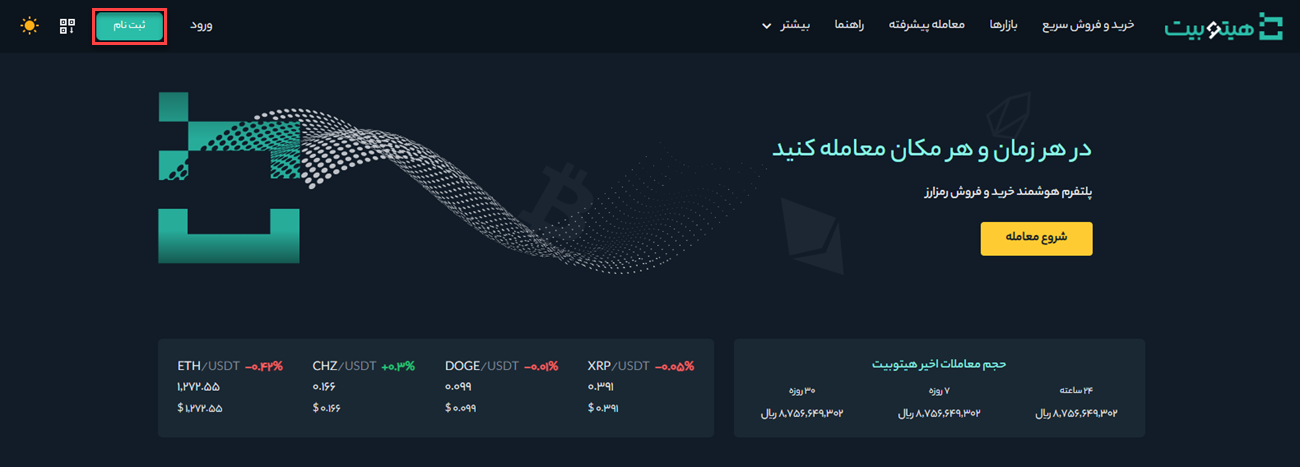 هیتوبیت
خرید و فروش سریع
بازارها
معامله پیشرفته
راهنما
بیشتر
ورود
ثبت نام
در هر زمان و هر مکان معامله کنید
پلتفرم هوشمند خرید و فروش رمزارز
شروع معامله
حجم معاملات اخیر هیتوبیت
۲۴ ساعته
۸,۷۵۶,۶۴۹,۳۰۲ ریال
۷ روزه
۸,۷۵۶,۶۴۹,۳۰۲ ریال
۳۰ روزه
۸,۷۵۶,۶۴۹,۳۰۲ ریال
XRP/USDT -۰.۰۵%
۰.۳۹۱
$ ۰.۳۹۱
DOGE/USDT -۰.۰۱%
۰.۰۹۹
$ ۰.۰۹۹
CHZ/USDT +۰.۳%
۰.۱۶۶
$ ۰.۱۶۶
ETH/USDT -۰.۴۲%
۱,۲۷۲.۵۵
$ ۱,۲۷۲.۵۵